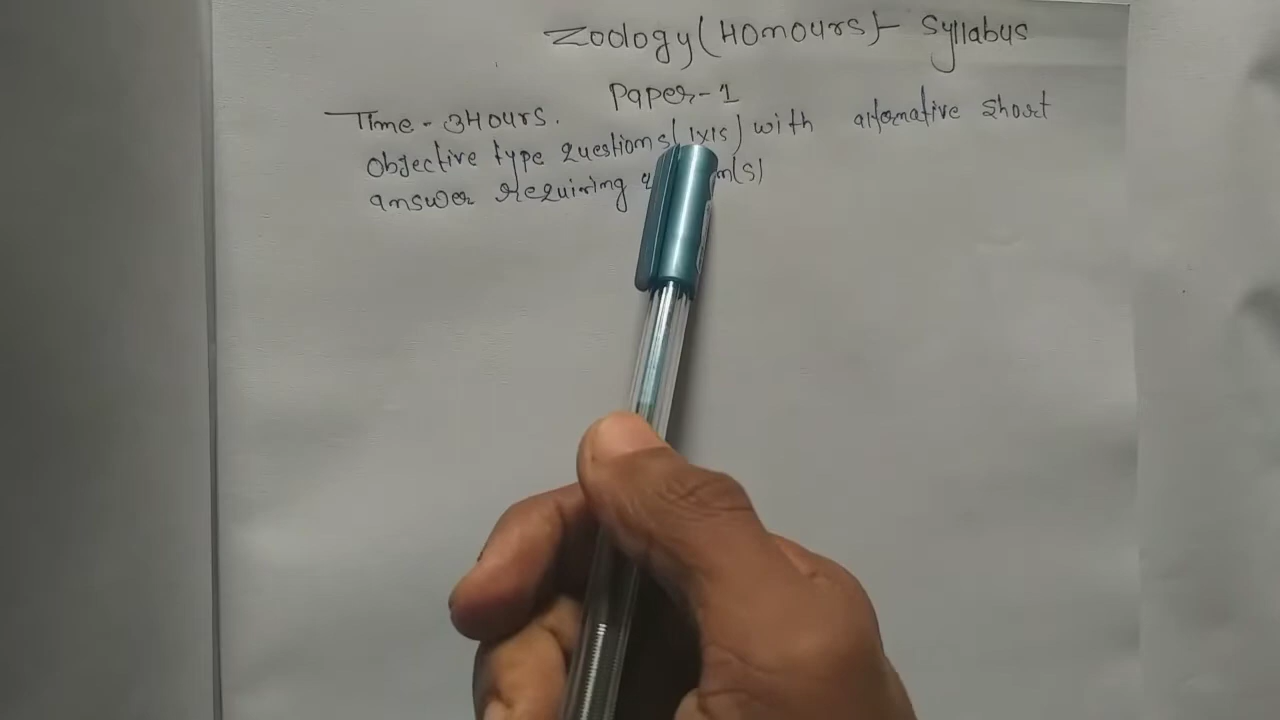 Zoology (Honours)- Syllabus
Paper-1
Time - 3Hours.
Objective type questions (1x15) with alternative short
answer requiring